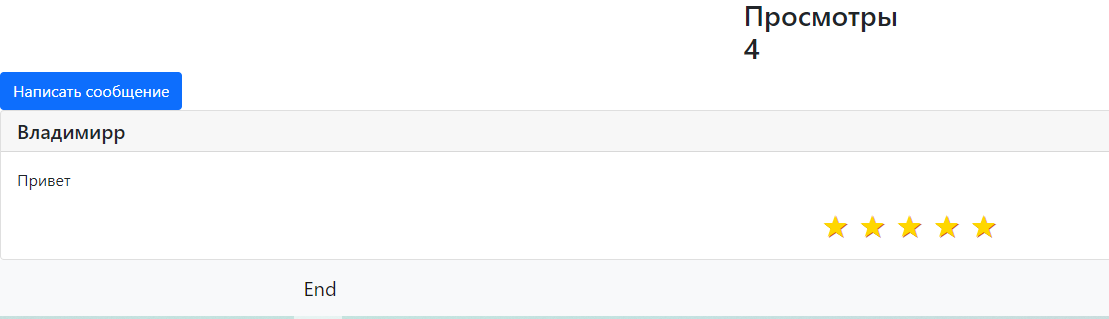 Просмотры
4
Написать сообщение
Владимирр
Привет
End